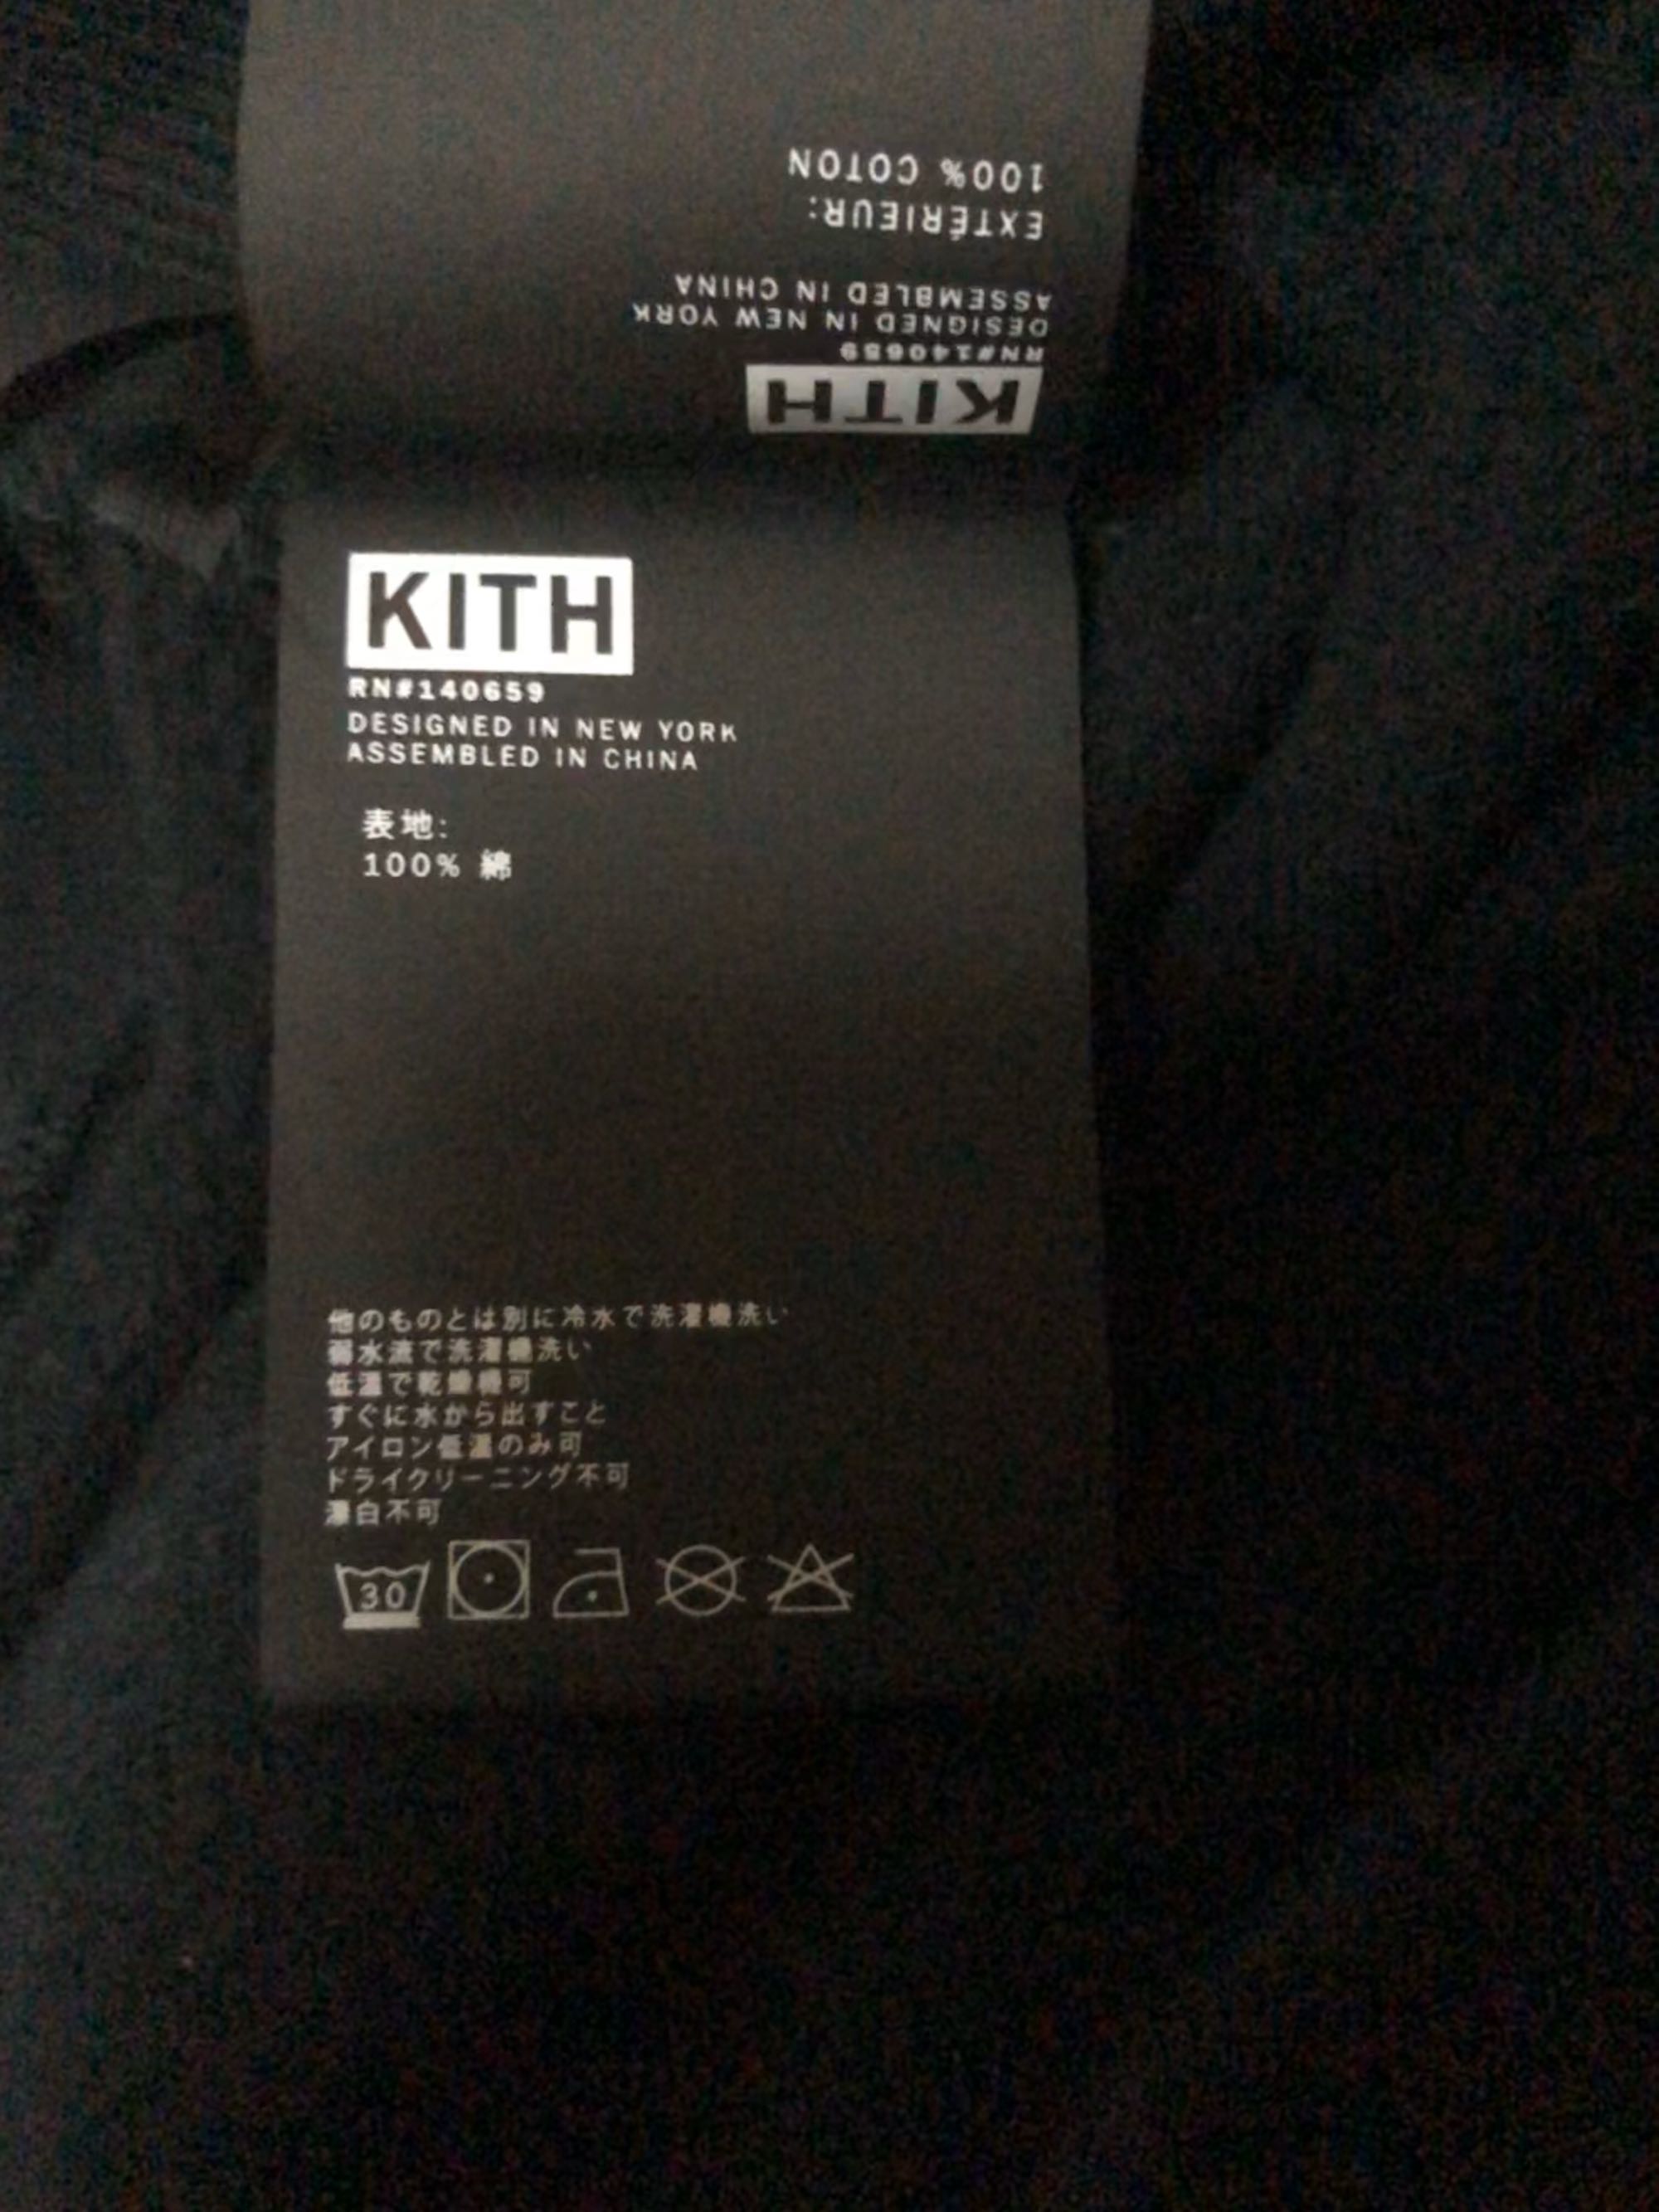 100% COTON
EXTÉRIEUR:
ASSEMBLED IN CHINA
DESIGNED IN NEW YORK
RN#140659
KITH
KITH
RN#140659
DESIGNED IN NEW YORK
ASSEMBLED IN CHINA
表地:
100% 綿
他のものとは別に冷水で洗濯機洗い
弱水流で洗濯機洗い
低温で乾燥機可
すぐに水から出すこと
アイロン低温のみ可
ドライクリーニング不可
漂白不可
30